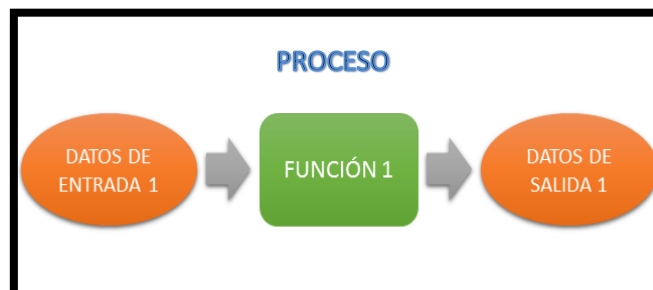 PROCESO
DATOS DE
ENTRADA 1
FUNCIÓN 1
DATOS DE
SALIDA 1